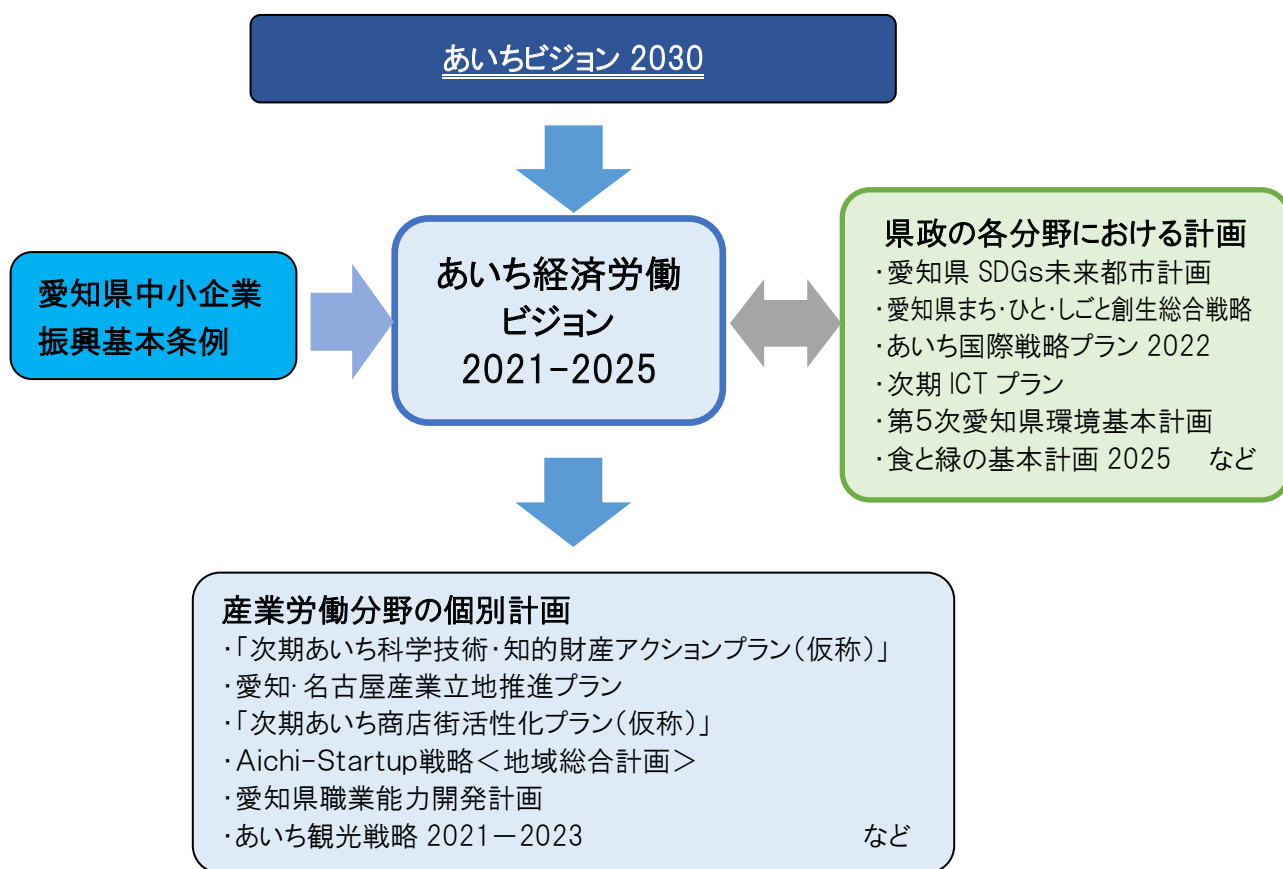 あいちビジョン 2030
愛知県中小企業
振興基本条例
あいち経済労働
ビジョン
2021-2025
県政の各分野における計画
・愛知県 SDGs未来都市計画
・愛知県まち・ひと・しごと創生総合戦略
・あいち国際戦略プラン 2022
・次期 ICT プラン
・第5次愛知県環境基本計画
・食と緑の基本計画 2025 など
産業労働分野の個別計画
・「次期あいち科学技術・知的財産アクションプラン(仮称)」
・愛知・名古屋産業立地推進プラン
・「次期あいち商店街活性化プラン(仮称)」
・Aichi-Startup戦略<地域総合計画>
・愛知県職業能力開発計画
・あいち観光戦略 2021-2023 など